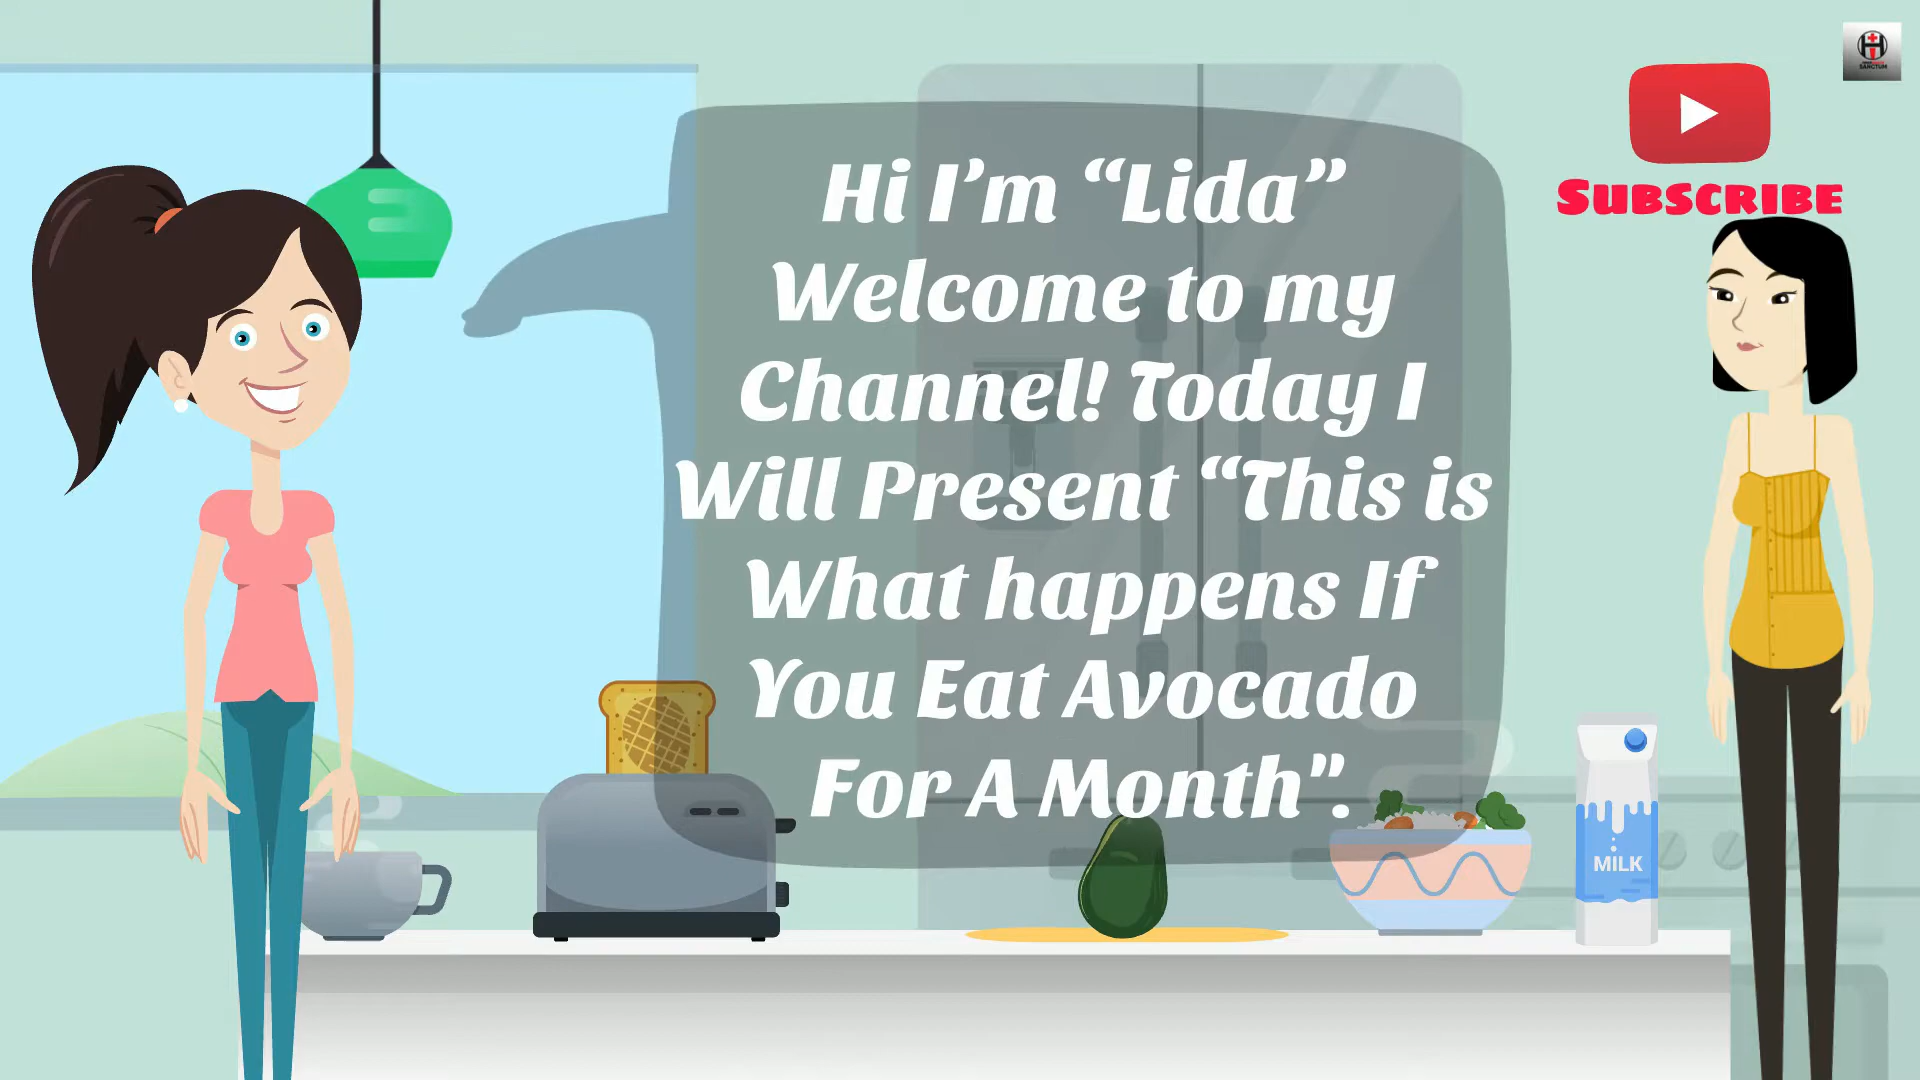 Hi I’m “Lida”
Welcome to my
Channel! Today I
Will Present “This is
What happens If
You Eat Avocado
For A Month”.
SUBSCRIBE
MILK
SANCTUM